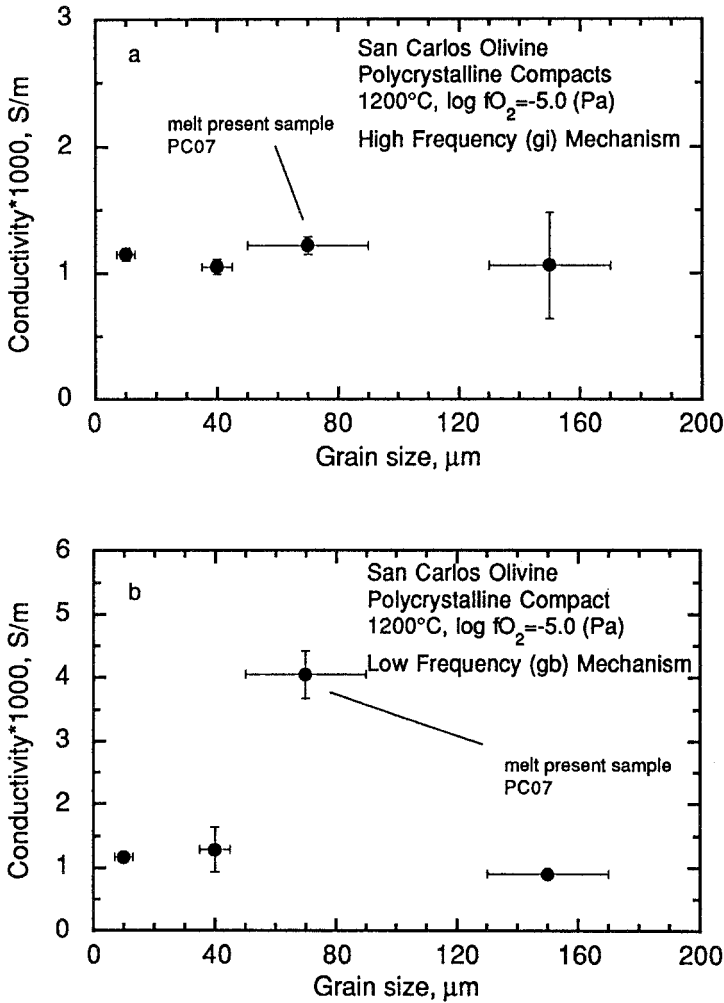 a
San Carlos Olivine
Polycrystalline Compacts
1200°C, log fO2=-5.0 (Pa)
High Frequency (gi) Mechanism
melt present sample
PC07
3
2
1
0
Conductivity*1000, S/m
0 40 80 120 160 200
Grain size, μm
b
San Carlos Olivine
Polycrystalline Compact
1200°C, log fO2=-5.0 (Pa)
Low Frequency (gb) Mechanism
melt present sample
PC07
6
5
4
3
2
1
0
Conductivity*1000, S/m
0 40 80 120 160 200
Grain size, μm